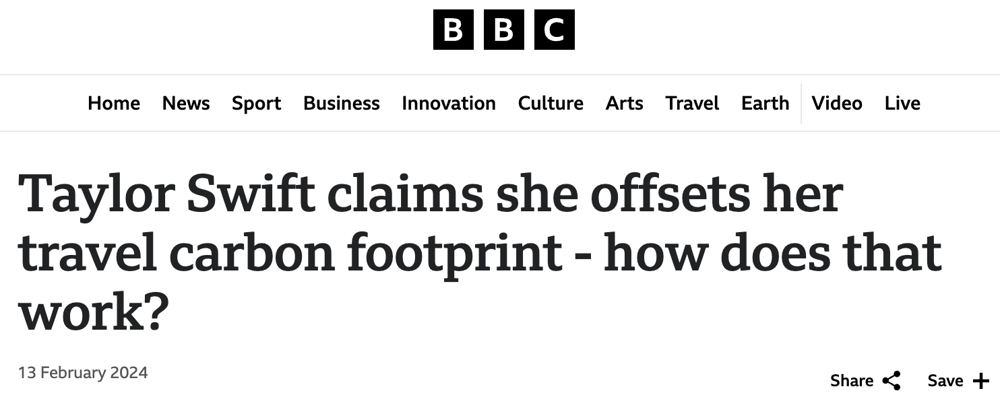 BBC
Home News Sport Business Innovation Culture Arts Travel Earth Video Live
Taylor Swift claims she offsets her
travel carbon footprint - how does that
work?
13 February 2024
Share Save